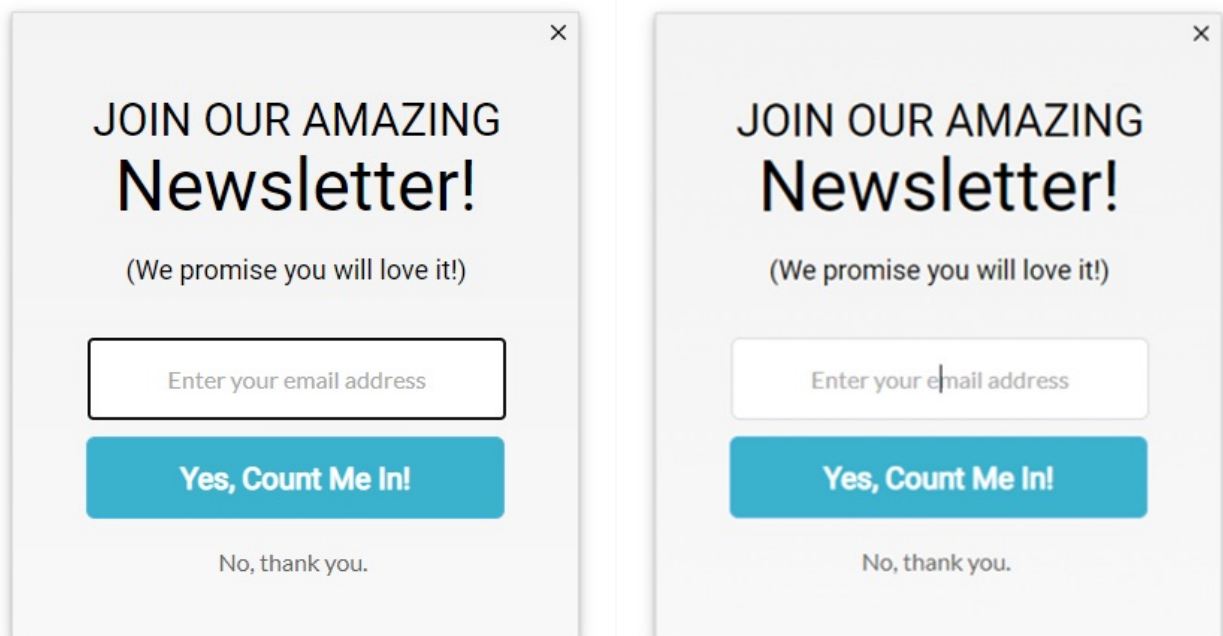 ×
JOIN OUR AMAZING
Newsletter!
(We promise you will love it!)
Enter your email address
Yes, Count Me In!
No, thank you.
×
JOIN OUR AMAZING
Newsletter!
(We promise you will love it!)
Enter your email address
Yes, Count Me In!
No, thank you.